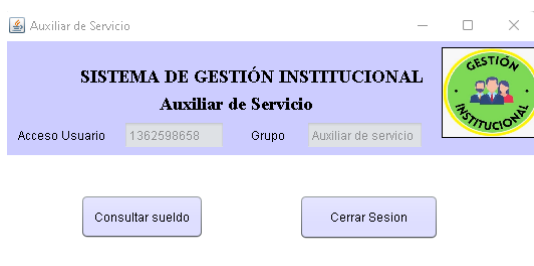 Auxiliar de Servicio
SISTEMA DE GESTIÓN INSTITUCIONAL
Auxiliar de Servicio
Acceso Usuario 1362598658 Grupo Auxiliar de servicio
GESTIÓN
INSTITUCIONAL
Consultar sueldo Cerrar Sesion